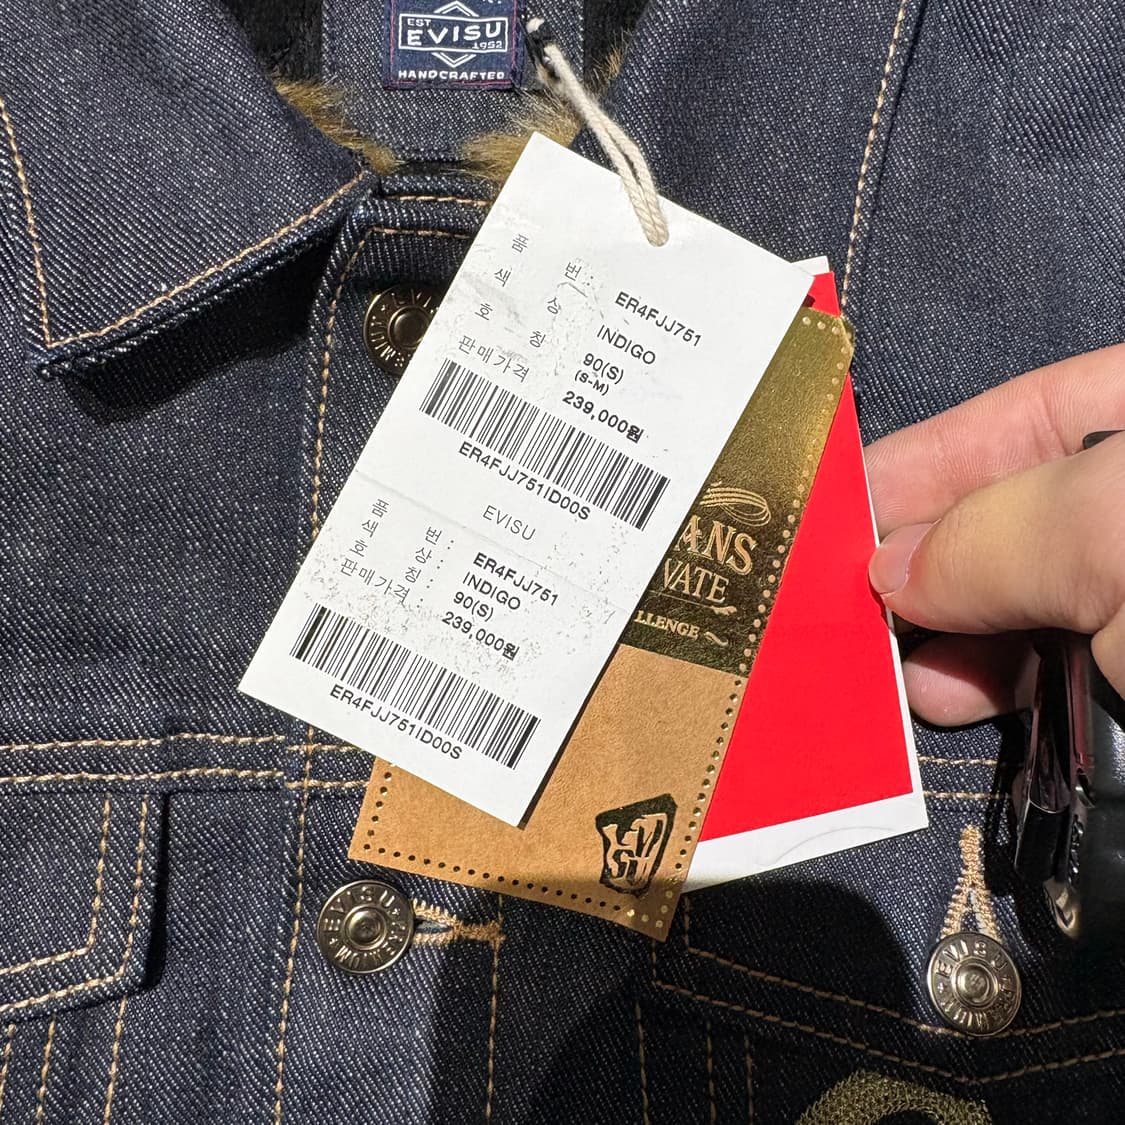 EST
EVISU
1952
HANDCRAFTED
품 번 : ER4FJJ751
색 상 INDIGO
호 칭 90(S)
(S-M)
판매가격 239,000원
ER4FJJ751ID00S
EVISU
품 번 : ER4FJJ751
색 상 : INDIGO
호 칭 : 90(S)
판매가격 : 239,000원
ER4FJJ751ID00S
ANS
VATE
LLENGE
EVISU
EVISU